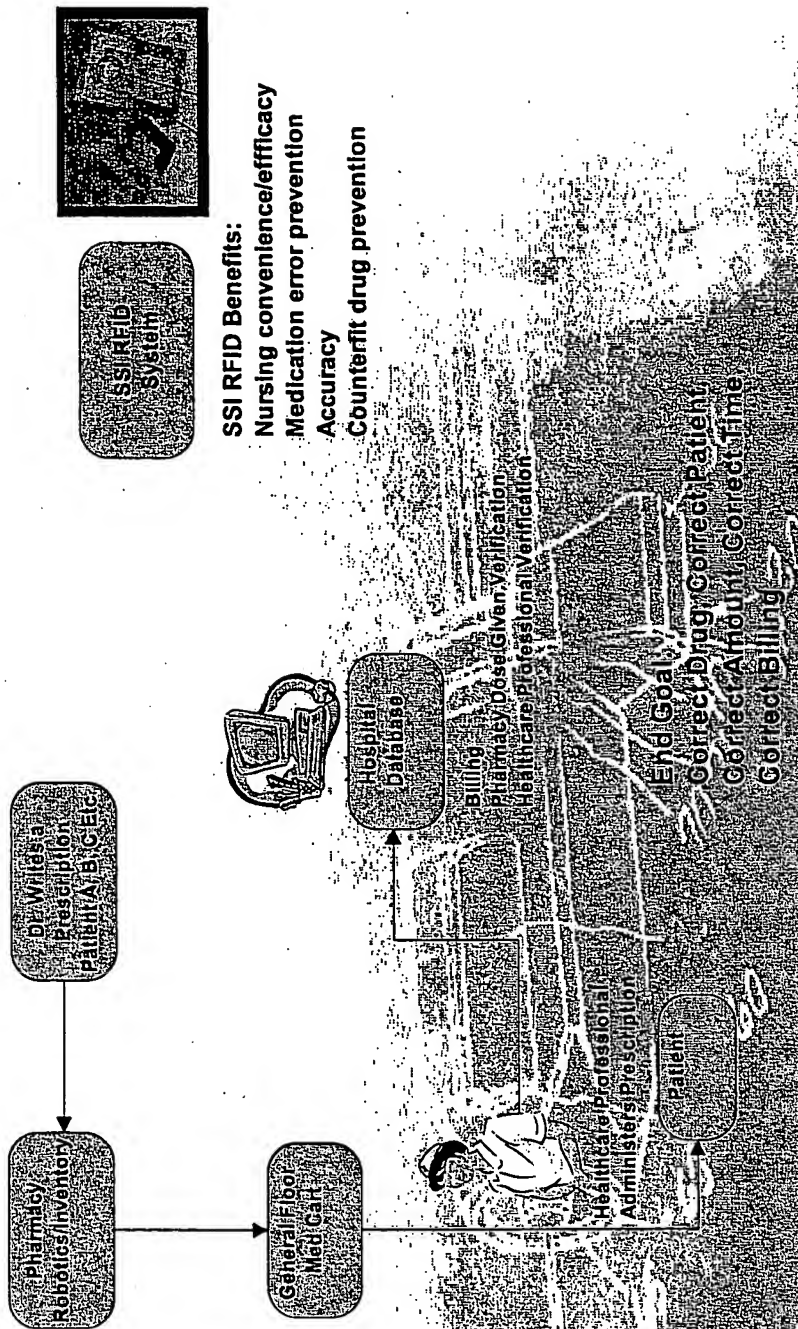 SSI RFID
System
SSI RFID Benefits:
Nursing convenience/effficacy
Medication error prevention
Accuracy
Counterfit drug prevention
Dr. Writes a
Prescription
Patient A, B, C Etc
Pharmacy
Robotics/Inventory
General Floor
Med Cart
Healthcare Professional
Administers Prescription
Patient
Hospital
Database
Billing
Pharmacy Dose Given Verification
Healthcare Professional Verification
End Goal:
Correct Drug, Correct Patient
Correct Amount, Correct Time
Correct Billing